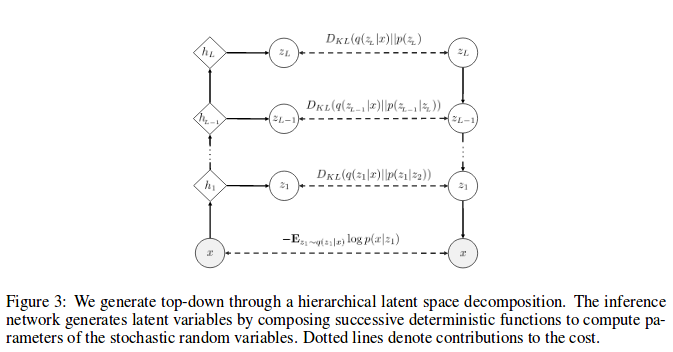 D_{KL}(q(z_L|x)||p(z_L)
h_L z_L z_L
D_{KL}(q(z_{L-1}|x)||p(z_{L-1}|z_L))
h_{L-1} z_{L-1} z_{L-1}
D_{KL}(q(z_1|x)||p(z_1|z_2))
h_1 z_1 z_1
-E_{z_1∼q(z_1|x)} log p(x|z_1)
x x
Figure 3: We generate top-down through a hierarchical latent space decomposition. The inference
network generates latent variables by composing successive deterministic functions to compute pa-
rameters of the stochastic random variables. Dotted lines denote contributions to the cost.